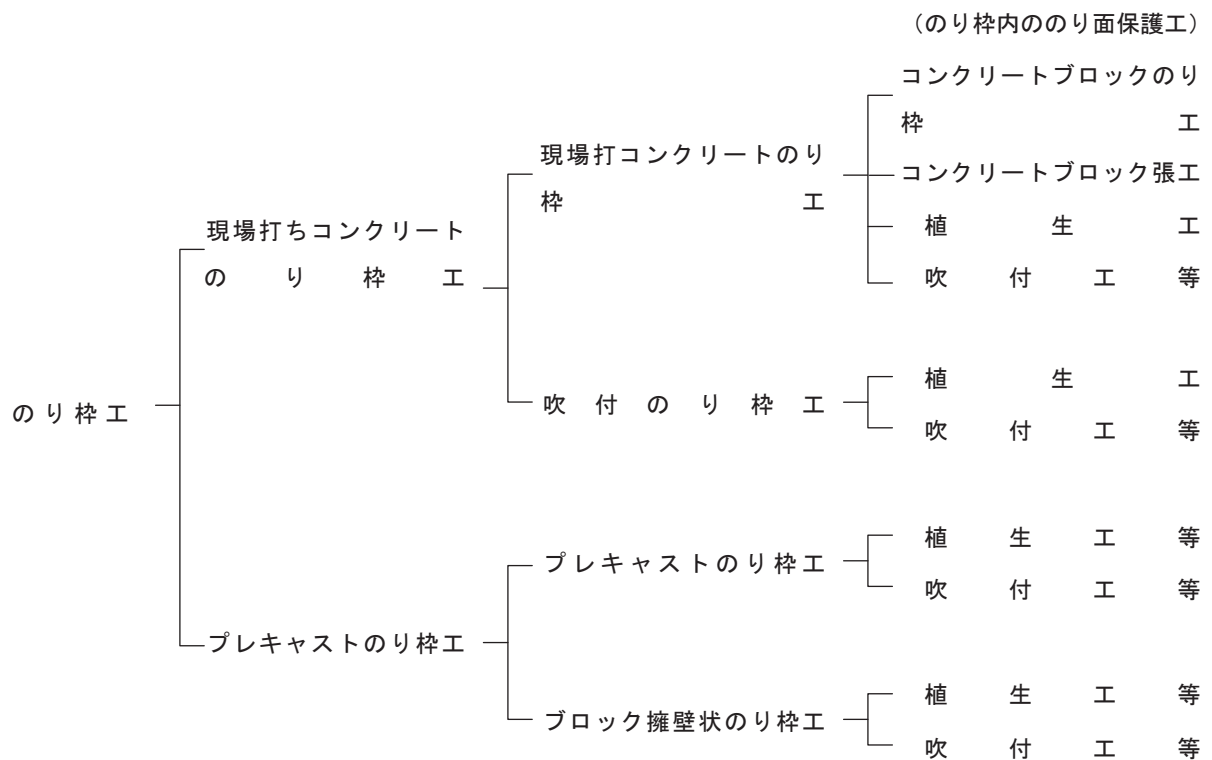 （のり枠内ののり面保護工）
コンクリートブロックのり
枠工
現場打コンクリートのり
枠工
コンクリートブロック張工
現場打ちコンクリート
のり枠工
植生工
吹付工等
のり枠工
吹付のり枠工
植生工
吹付工等
プレキャストのり枠工
プレキャストのり枠工
植生工等
吹付工等
ブロック擁壁状のり枠工
植生工等
吹付工等